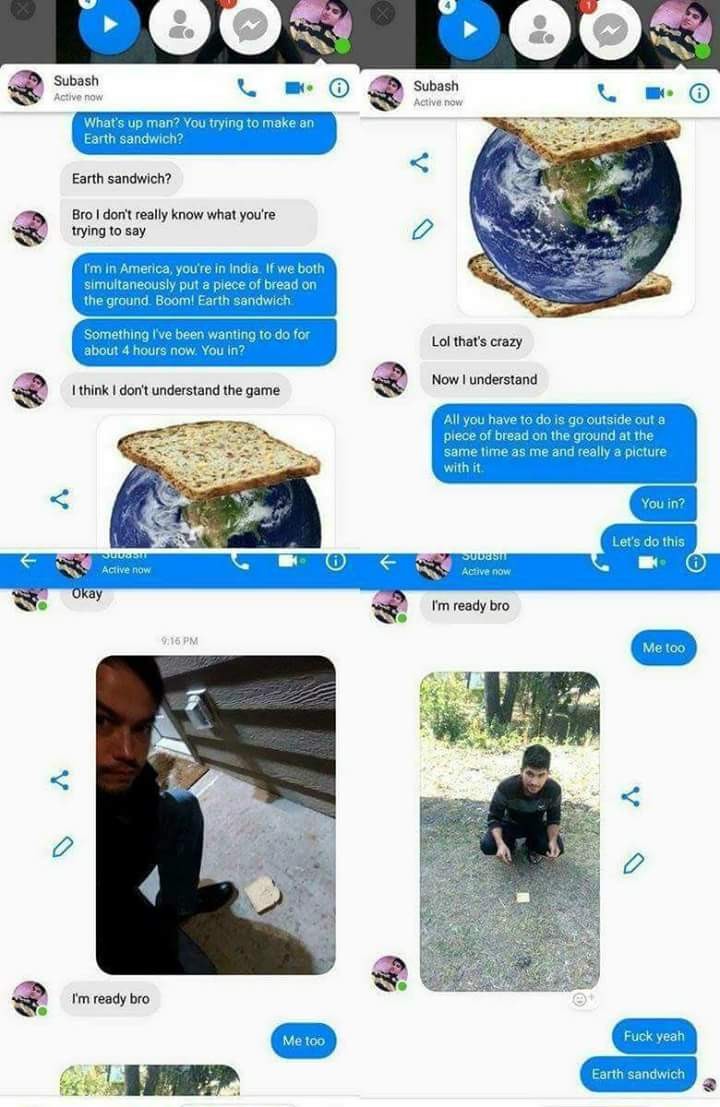 4
1
Subash
Active now
What's up man? You trying to make an
Earth sandwich?
Earth sandwich?
Bro I don't really know what you're
trying to say
I'm in America, you're in India. If we both
simultaneously put a piece of bread on
the ground. Boom! Earth sandwich.
Something I've been wanting to do for
about 4 hours now. You in?
I think I don't understand the game
4
1
Subash
Active now
Lol that's crazy
Now I understand
All you have to do is go outside out a
piece of bread on the ground at the
same time as me and really a picture
with it.
You in?
Let's do this
Subash
Active now
Okay
9:16 PM
I'm ready bro
Me too
Subash
Active now
I'm ready bro
Me too
Fuck yeah
Earth sandwich